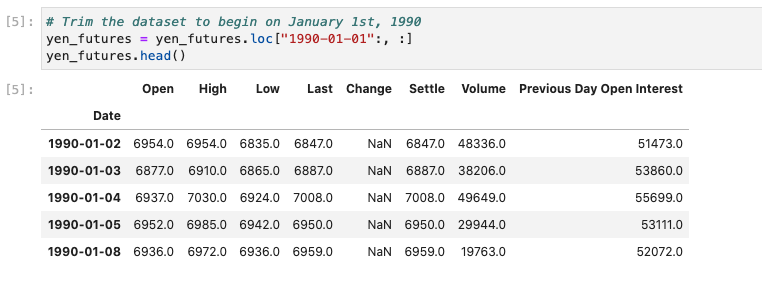 [5]: # Trim the dataset to begin on January 1st, 1990
yen_futures = yen_futures.loc["1990-01-01":, :]
yen_futures.head()
[5]: Open High Low Last Change Settle Volume Previous Day Open Interest
Date
1990-01-02 6954.0 6954.0 6835.0 6847.0 NaN 6847.0 48336.0 51473.0
1990-01-03 6877.0 6910.0 6865.0 6887.0 NaN 6887.0 38206.0 53860.0
1990-01-04 6937.0 7030.0 6924.0 7008.0 NaN 7008.0 49649.0 55699.0
1990-01-05 6952.0 6985.0 6942.0 6950.0 NaN 6950.0 29944.0 53111.0
1990-01-08 6936.0 6972.0 6936.0 6959.0 NaN 6959.0 19763.0 52072.0